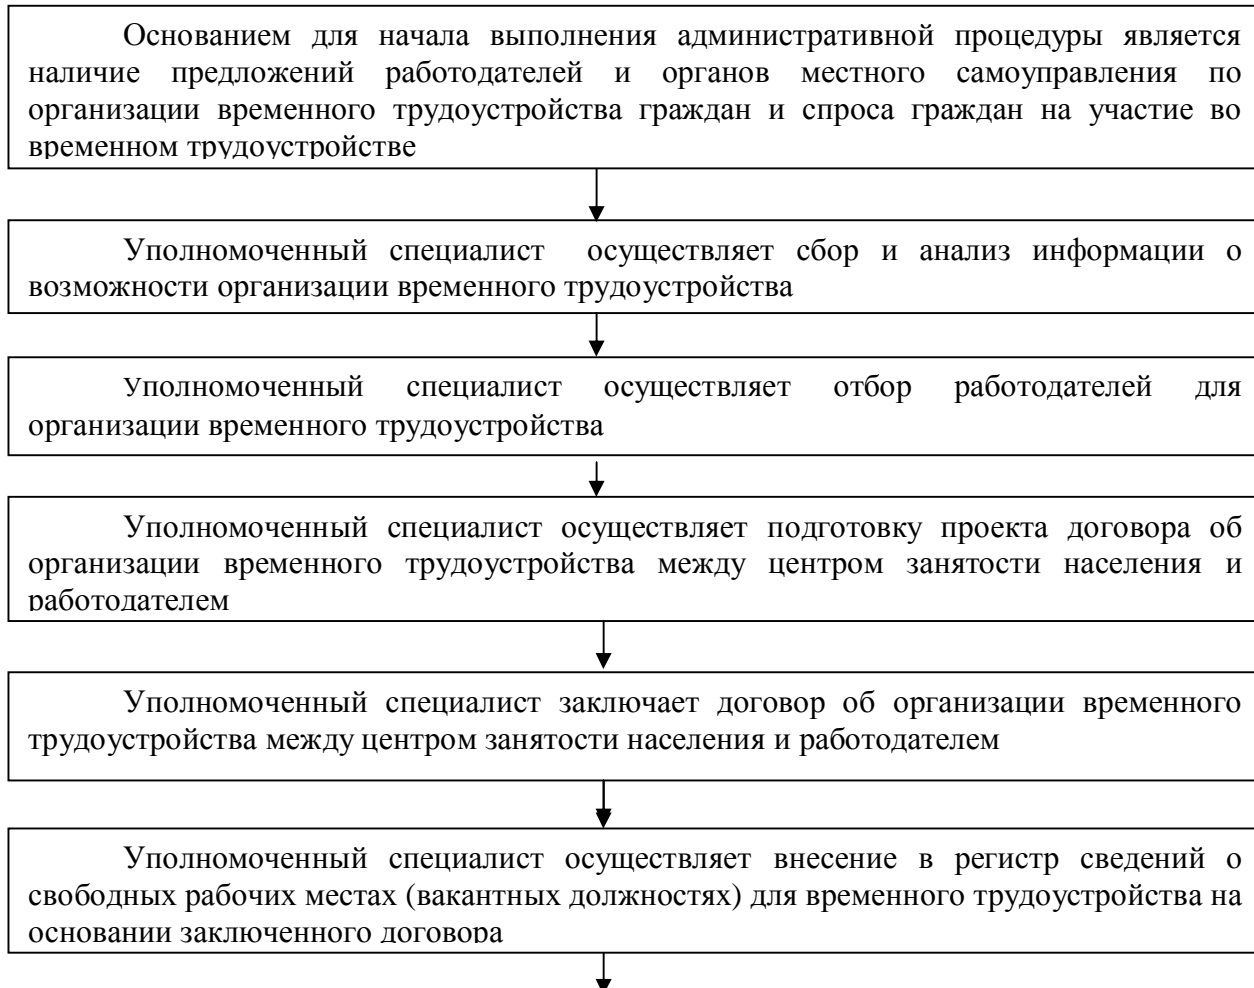 Основанием для начала выполнения административной процедуры является
наличие предложений работодателей и органов местного самоуправления по
организации временного трудоустройства граждан и спроса граждан на участие во
временном трудоустройстве
Уполномоченный специалист осуществляет сбор и анализ информации о
возможности организации временного трудоустройства
Уполномоченный специалист осуществляет отбор работодателей для
организации временного трудоустройства
Уполномоченный специалист осуществляет подготовку проекта договора об
организации временного трудоустройства между центром занятости населения и
работодателем
Уполномоченный специалист заключает договор об организации временного
трудоустройства между центром занятости населения и работодателем
Уполномоченный специалист осуществляет внесение в регистр сведений о
свободных рабочих местах (вакантных должностях) для временного трудоустройства на
основании заключенного договора